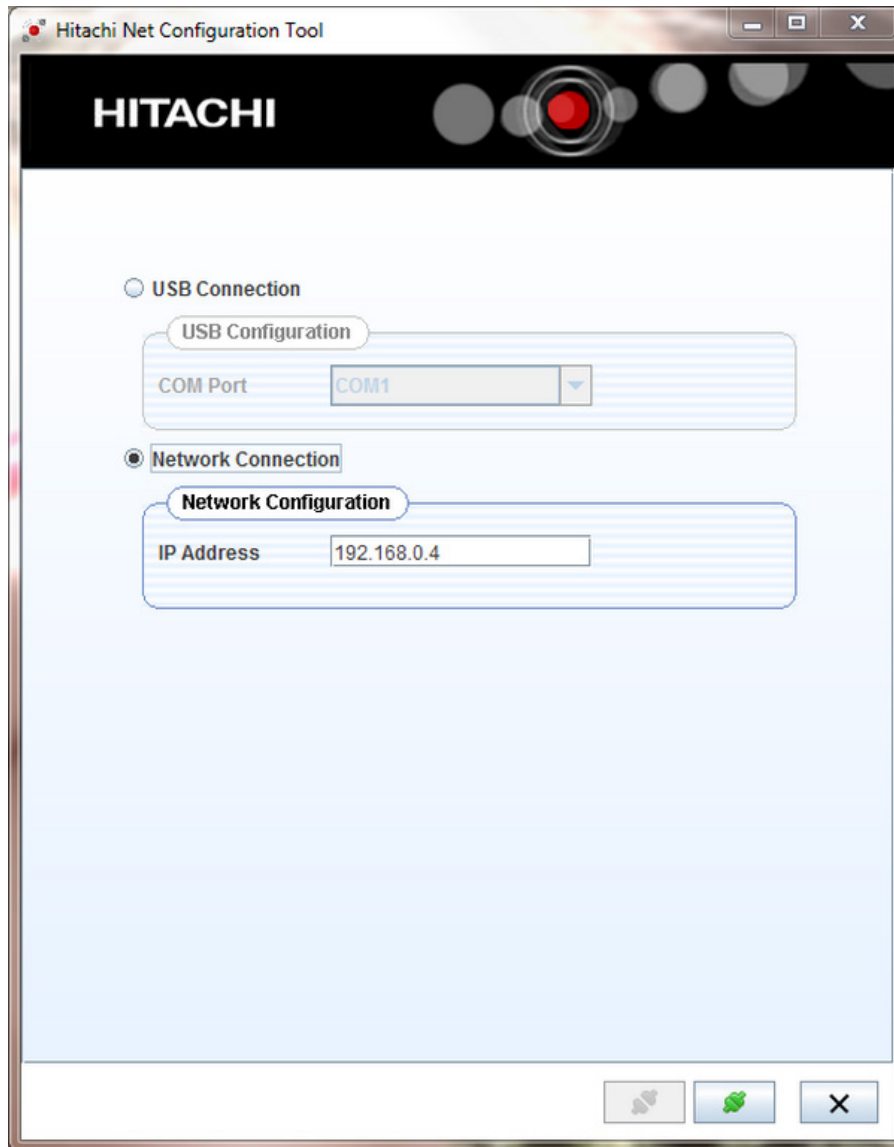 Hitachi Net Configuration Tool
HITACHI
USB Connection
USB Configuration
COM Port COM1
Network Connection
Network Configuration
IP Address 192.168.0.4